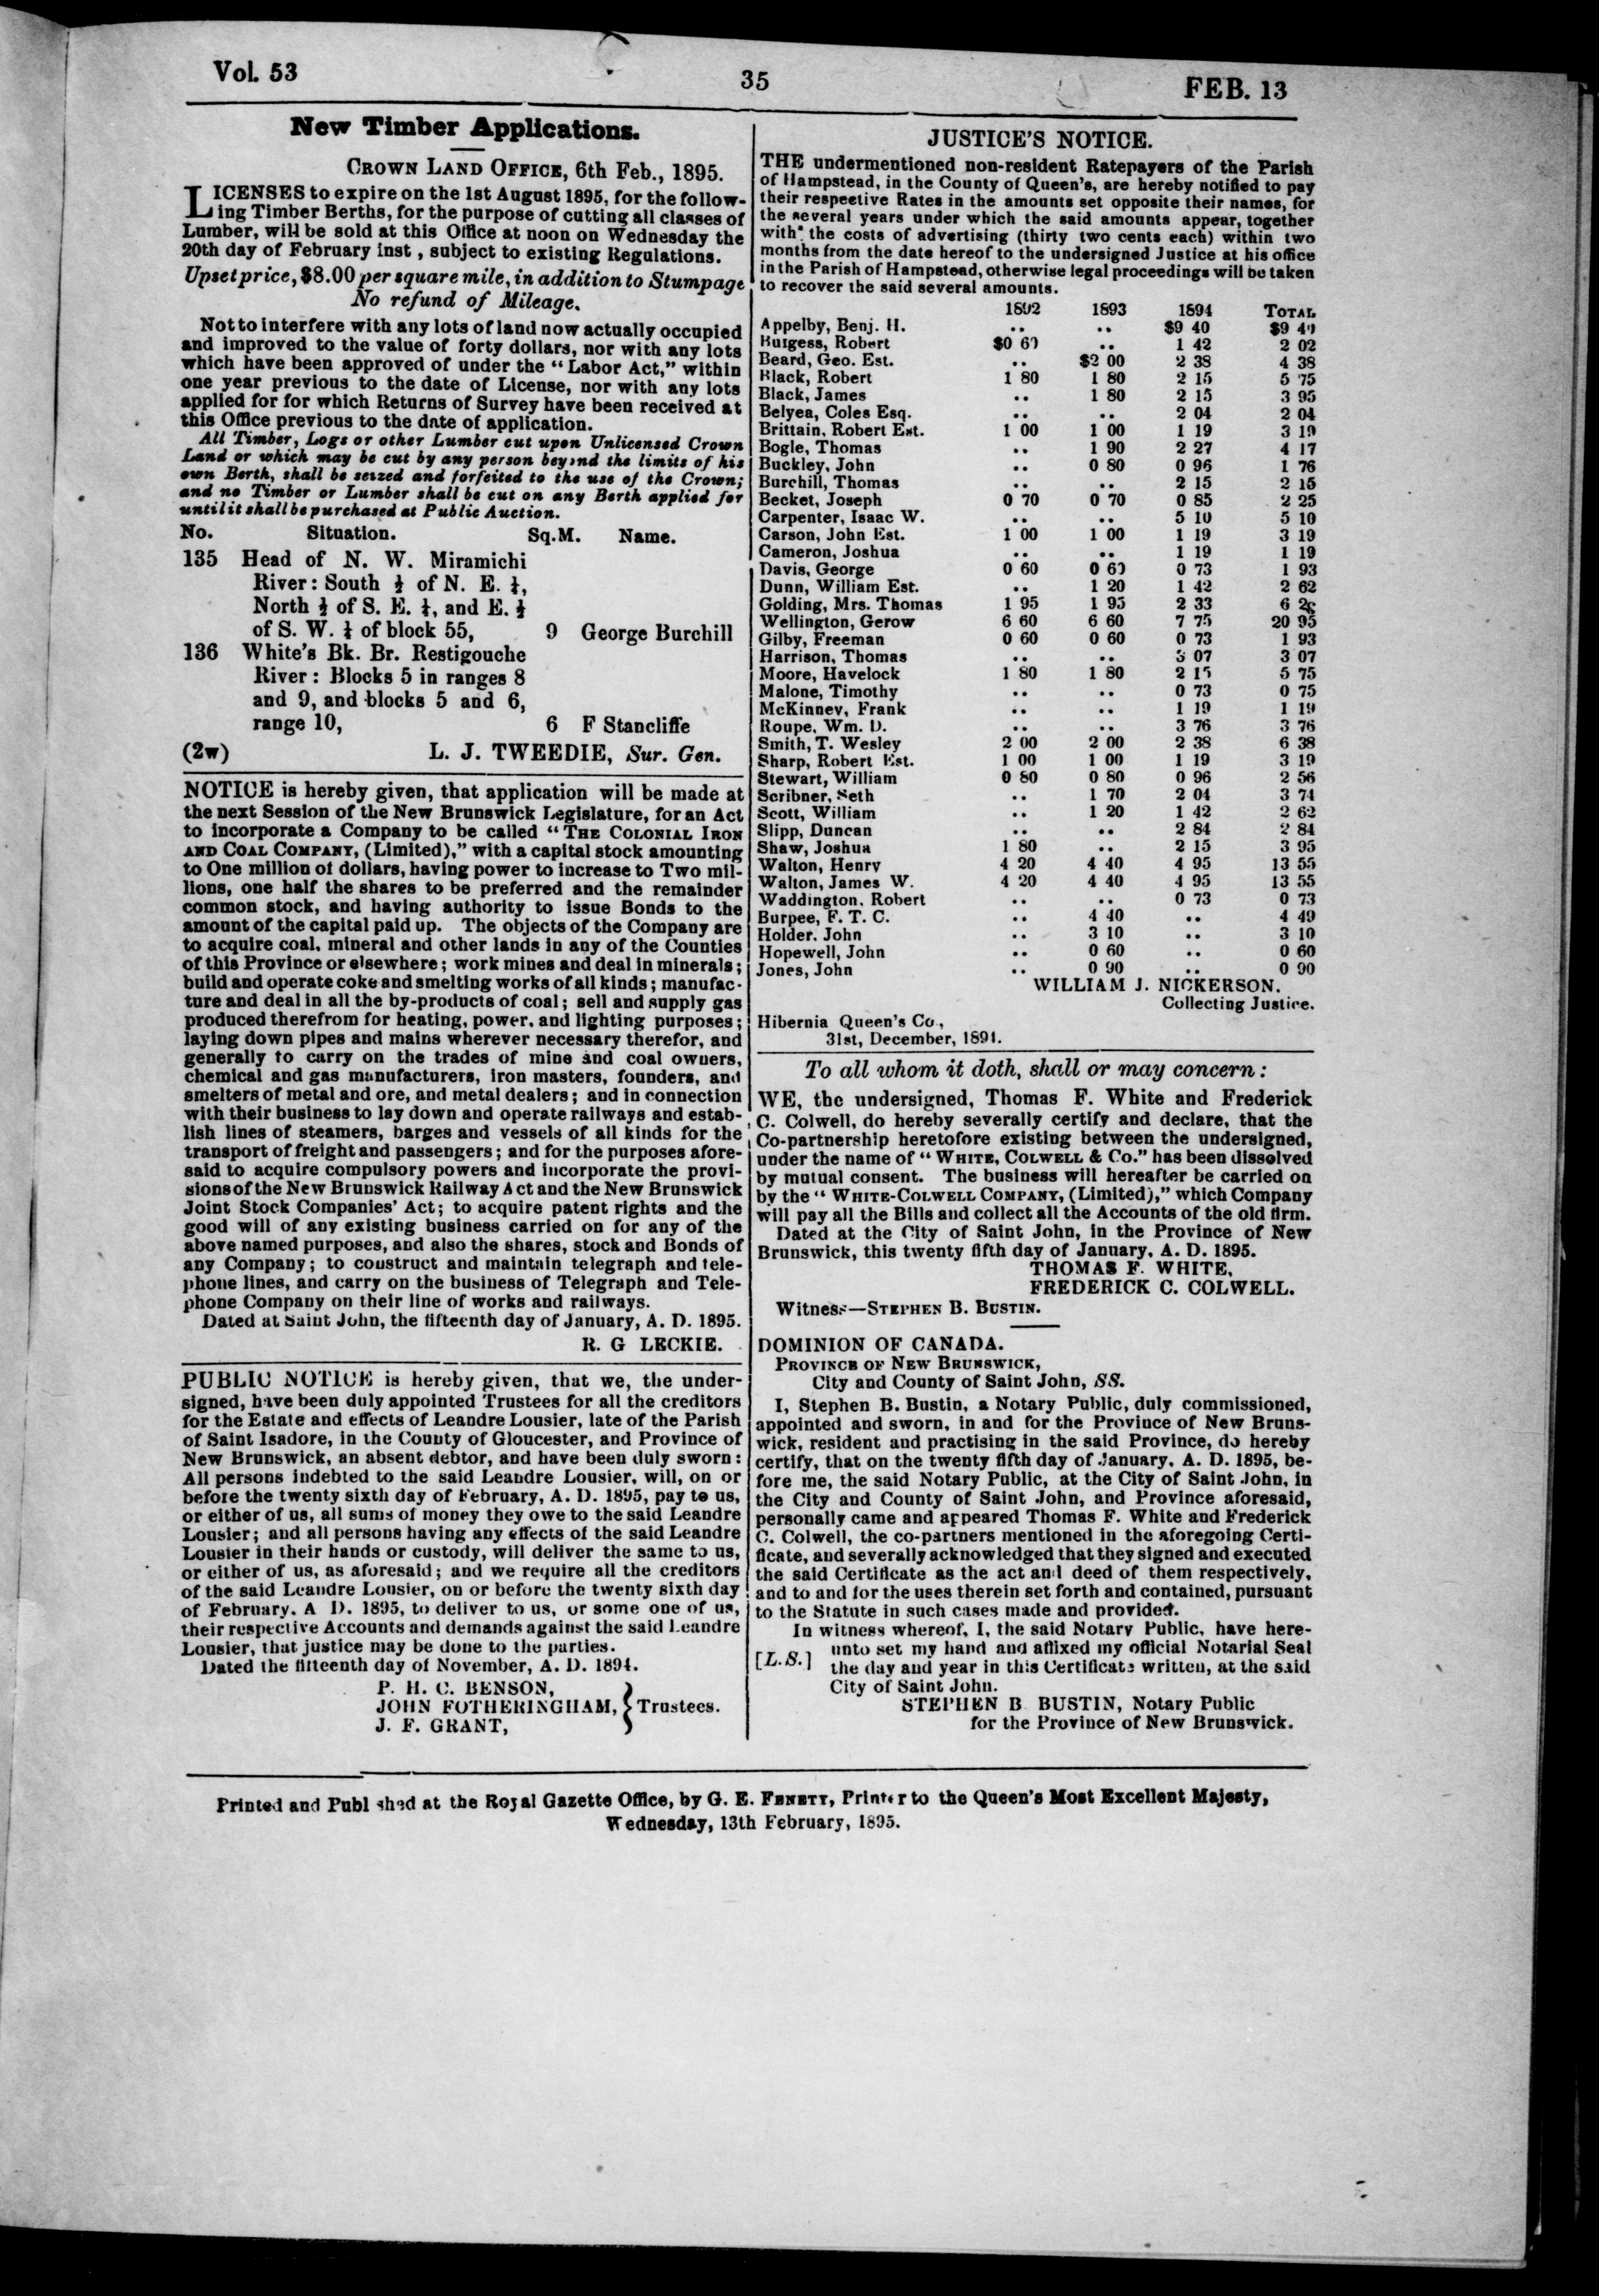 Vol. 53
35
FEB. 13
New Timber Applications.
CROWN LAND OFFICE, 6th Feb., 1895.
LICENSES to expire on the 1st August 1895, for the follow-
ing Timber Berths, for the purpose of cutting all classes of
Lumber, will be sold at this Office at noon on Wednesday the
20th day of February inst , subject to existing Regulations.
Upset price, $8.00 per square mile, in addition to Stumpage
No refund of Mileage.
Not to interfere with any lots of land now actually occupied
and improved to the value of forty dollars, nor with any lots
which have been approved of under the “ Labor Act,” within
one year previous to the date of License, nor with any lots
applied for for which Returns of Survey have been received at
this Office previous to the date of application.
All Timber, Logs or other Lumber cut upon Unlicensed Crown
Land or which may be cut by any person beyond the limits of his
own Berth, shall be seized and forfeited to the use of the Crown;
and no Timber or Lumber shall be cut on any Berth applied for
until it shall be purchased at Public Auction.
No. Situation. Sq.M. Name.
135 Head of N. W. Miramichi
River : South ½ of N. E. ¼,
North ½ of S. E. ¼, and E. ½
of S. W. ¼ of block 55, 9 George Burchill
136 White's Bk. Br. Restigouche
River : Blocks 5 in ranges 8
and 9, and blocks 5 and 6,
range 10, 6 F Stancliffe
(2w) L. J. TWEEDIE, Sur. Gen.
NOTICE is hereby given, that application will be made at
the next Session of the New Brunswick Legislature, for an Act
to incorporate a Company to be called “ THE COLONIAL IRON
AND COAL COMPANY, (Limited),” with a capital stock amounting
to One million of dollars, having power to increase to Two mil-
lions, one half the shares to be preferred and the remainder
common stock, and having authority to issue Bonds to the
amount of the capital paid up. The objects of the Company are
to acquire coal, mineral and other lands in any of the Counties
of this Province or elsewhere ; work mines and deal in minerals ;
build and operate coke and smelting works of all kinds ; manufac-
ture and deal in all the by-products of coal ; sell and supply gas
produced therefrom for heating, power, and lighting purposes ;
laying down pipes and mains wherever necessary therefor, and
generally to carry on the trades of mine and coal owners,
chemical and gas manufacturers, iron masters, founders, and
smelters of metal and ore, and metal dealers ; and in connection
with their business to lay down and operate railways and estab-
lish lines of steamers, barges and vessels of all kinds for the
transport of freight and passengers ; and for the purposes afore-
said to acquire compulsory powers and incorporate the provi-
sions of the New Brunswick Railway Act and the New Brunswick
Joint Stock Companies' Act; to acquire patent rights and the
good will of any existing business carried on for any of the
above named purposes, and also the shares, stock and Bonds of
any Company ; to construct and maintain telegraph and tele-
phone lines, and carry on the business of Telegraph and Tele-
phone Company on their line of works and railways.
Dated at Saint John, the fifteenth day of January, A. D. 1895.
R. G LECKIE.
PUBLIC NOTICE is hereby given, that we, the under-
signed, have been duly appointed Trustees for all the creditors
for the Estate and effects of Leandre Lousier, late of the Parish
of Saint Isadore, in the County of Gloucester, and Province of
New Brunswick, an absent debtor, and have been duly sworn :
All persons indebted to the said Leandre Lousier, will, on or
before the twenty sixth day of February, A. D. 1895, pay to us,
or either of us, all sums of money they owe to the said Leandre
Lousier; and all persons having any effects of the said Leandre
Lousier in their hands or custody, will deliver the same to us,
or either of us, as aforesaid ; and we require all the creditors
of the said Leandre Lousier, on or before the twenty sixth day
of February, A D. 1895, to deliver to us, or some one of us,
their respective Accounts and demands against the said Leandre
Lousier, that justice may be done to the parties.
Dated the fifteenth day of November, A. D. 1894.
P. H. C. BENSON,
JOHN FOTHERINGHAM, } Trustees.
J. F. GRANT,
JUSTICE'S NOTICE.
THE undermentioned non-resident Ratepayers of the Parish
of Hampstead, in the County of Queen's, are hereby notified to pay
their respective Rates in the amounts set opposite their names, for
the several years under which the said amounts appear, together
with the costs of advertising (thirty two cents each) within two
months from the date hereof to the undersigned Justice at his office
in the Parish of Hampstead, otherwise legal proceedings will be taken
to recover the said several amounts.
1892 1893 1894 TOTAL
Appelby, Benj. H. .. .. $9 40 $9 40
Burgess, Robert $0 60 .. 1 42 2 02
Beard, Geo. Est. .. $2 00 2 38 4 38
Black, Robert 1 80 1 80 2 15 5 75
Black, James .. 1 80 2 15 3 95
Belyea, Coles Esq. .. .. 2 04 2 04
Brittain, Robert Est. 1 00 1 00 1 19 3 19
Bogle, Thomas .. 1 90 2 27 4 17
Buckley, John .. 0 80 0 96 1 76
Burchill, Thomas .. .. 2 15 2 15
Becket, Joseph 0 70 0 70 0 85 2 25
Carpenter, Isaac W. .. .. 5 10 5 10
Carson, John Est. 1 00 1 00 1 19 3 19
Cameron, Joshua .. .. 1 19 1 19
Davis, George 0 60 0 60 0 73 1 93
Dunn, William Est. .. 1 20 1 42 2 62
Golding, Mrs. Thomas 1 95 1 95 2 33 6
Wellington, Gerow 6 60 6 60 7 75 20 95
Gilby, Freeman 0 60 0 60 0 73 1 93
Harrison, Thomas .. .. 3 07 3 07
Moore, Havelock 1 80 1 80 2 15 5 75
Malone, Timothy .. .. 0 73 0 75
McKinney, Frank .. .. 1 19 1 19
Roupe, Wm. D. .. .. 3 76 3 76
Smith, T. Wesley 2 00 2 00 2 38 6 38
Sharp, Robert Est. 1 00 1 00 1 19 3 19
Stewart, William 0 80 0 80 0 96 2 56
Scribner, Seth .. 1 70 2 04 3 74
Scott, William .. 1 20 1 42 2 62
Slipp, Duncan .. .. 2 84 2 84
Shaw, Joshua 1 80 .. 2 15 3 95
Walton, Henry 4 20 4 40 4 95 13 55
Walton, James W. 4 20 4 40 4 95 13 55
Waddington, Robert .. .. 0 73 0 73
Burpee, F. T. C. .. 4 40 .. 4 40
Holder, John .. 3 10 .. 3 10
Hopewell, John .. 0 60 .. 0 60
Jones, John .. 0 90 .. 0 90
WILLIAM J. NICKERSON.
Collecting Justice.
Hibernia Queen's Co.,
31st, December, 1894.
To all whom it doth, shall or may concern :
WE, the undersigned, Thomas F. White and Frederick
C. Colwell, do hereby severally certify and declare, that the
Co-partnership heretofore existing between the undersigned,
under the name of “ WHITE, COLWELL & CO.” has been dissolved
by mutual consent. The business will hereafter be carried on
by the “ WHITE-COLWELL COMPANY, (Limited),” which Company
will pay all the Bills and collect all the Accounts of the old firm.
Dated at the City of Saint John, in the Province of New
Brunswick, this twenty fifth day of January, A. D. 1895.
THOMAS F. WHITE,
FREDERICK C. COLWELL.
Witness—STEPHEN B. BUSTIN.
DOMINION OF CANADA.
PROVINCE OF NEW BRUNSWICK,
City and County of Saint John, SS.
I, Stephen B. Bustin, a Notary Public, duly commissioned,
appointed and sworn, in and for the Province of New Bruns-
wick, resident and practising in the said Province, do hereby
certify, that on the twenty fifth day of January, A. D. 1895, be-
fore me, the said Notary Public, at the City of Saint John, in
the City and County of Saint John, and Province aforesaid,
personally came and appeared Thomas F. White and Frederick
C. Colwell, the co-partners mentioned in the aforegoing Certi-
ficate, and severally acknowledged that they signed and executed
the said Certificate as the act and deed of them respectively,
and to and for the uses therein set forth and contained, pursuant
to the Statute in such cases made and provided.
In witness whereof, I, the said Notary Public, have here-
unto set my hand and affixed my official Notarial Seal
[L.S.] the day and year in this Certificate written, at the said
City of Saint John.
STEPHEN B. BUSTIN, Notary Public
for the Province of New Brunswick.
Printed and Published at the Royal Gazette Office, by G. E. FENETY, Printer to the Queen's Most Excellent Majesty,
Wednesday, 13th February, 1895.